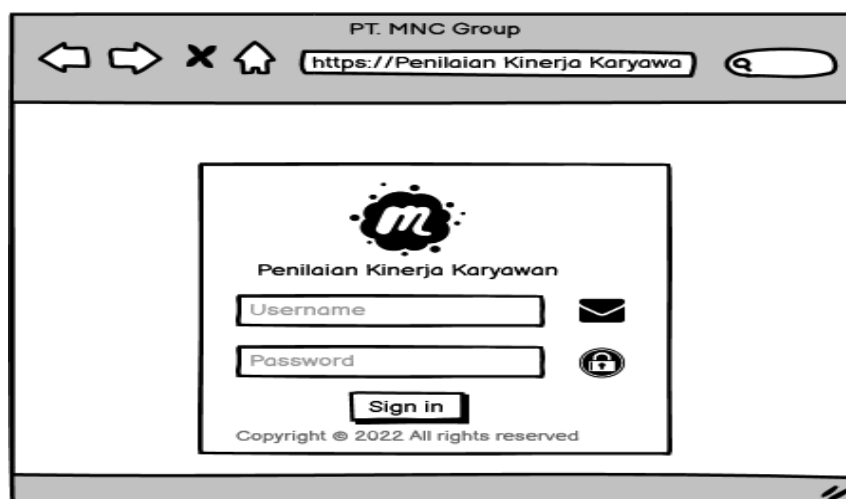 PT. MNC Group
https://Penilaian Kinerja Karyawa
m
Penilaian Kinerja Karyawan
Username
Password
Sign in
Copyright © 2022 All rights reserved